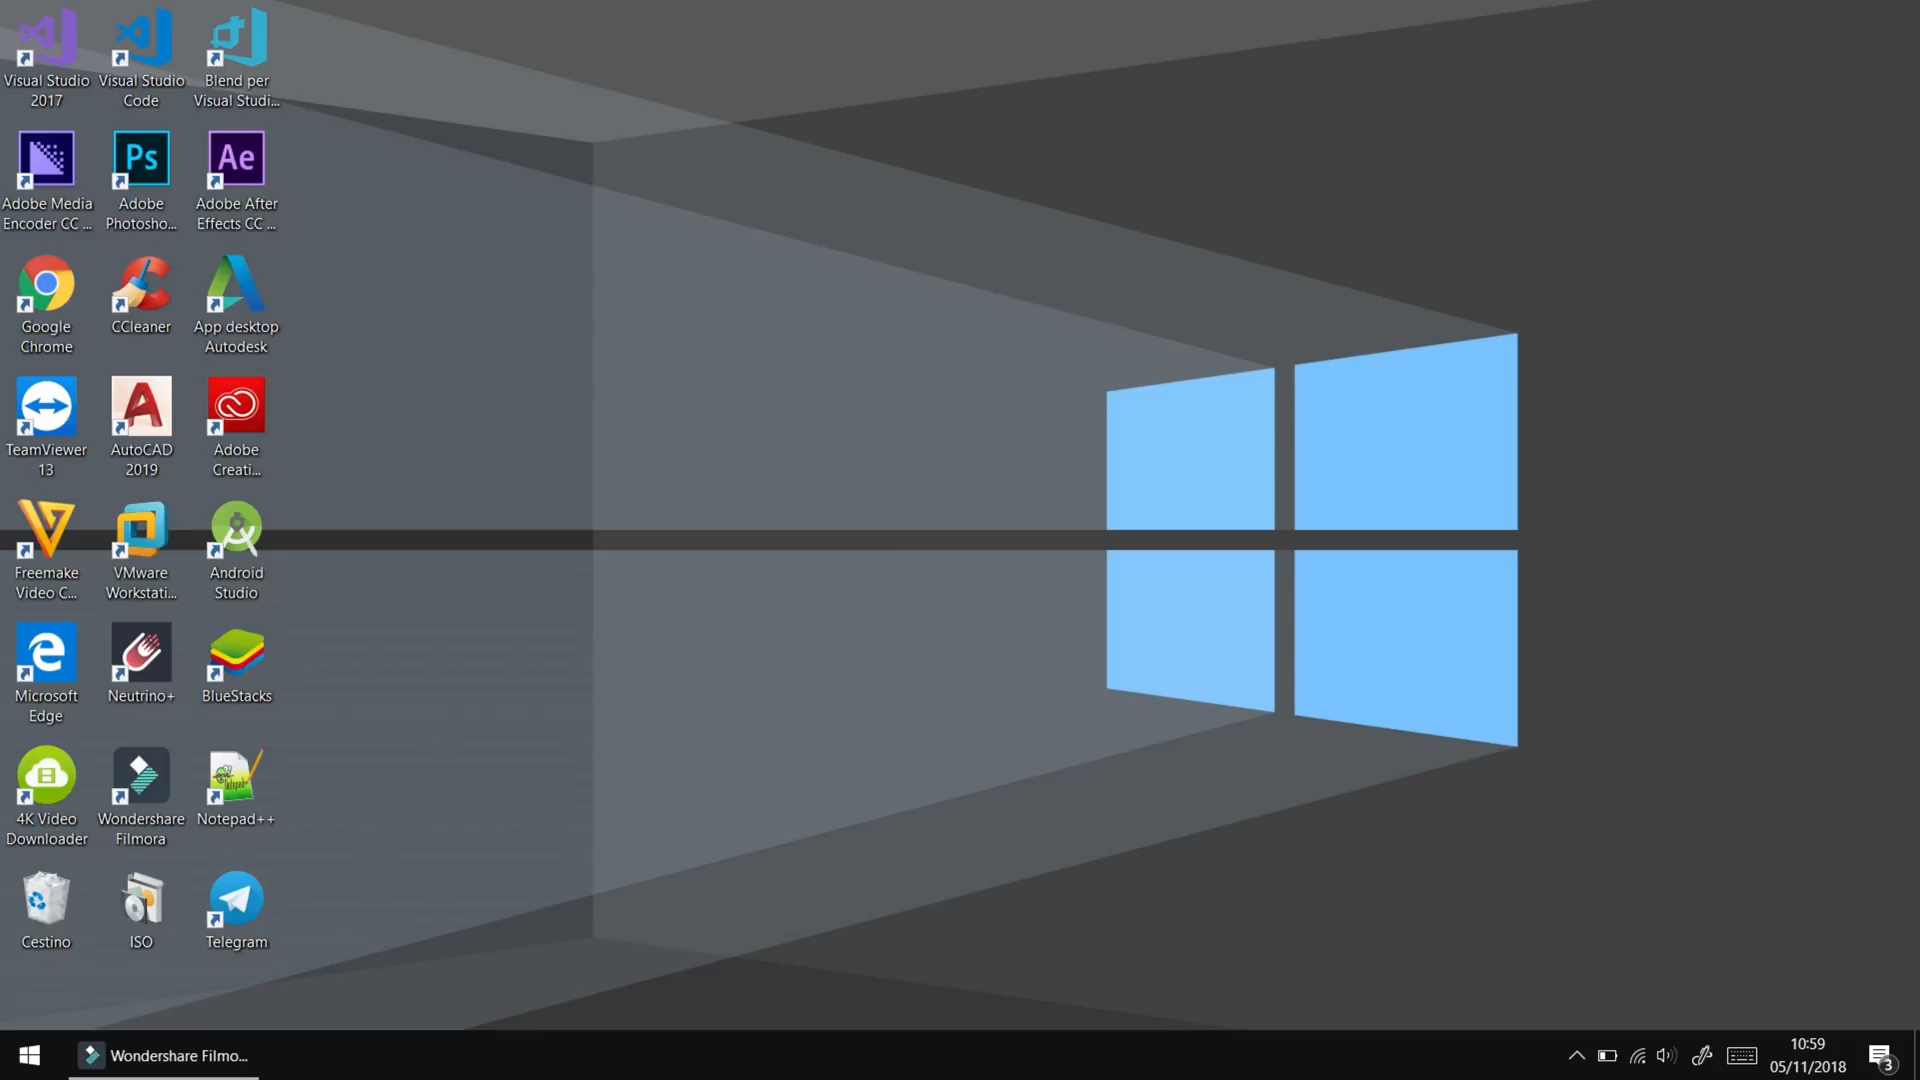 Visual Studio
2017
Visual Studio
Code
Blend per
Visual Studi...
Adobe Media
Encoder CC ...
Ps
Adobe
Photosho...
Ae
Adobe After
Effects CC ...
Google
Chrome
CCleaner
App desktop
Autodesk
TeamViewer
13
AutoCAD
2019
Adobe
Creati...
Freemake
Video C...
VMware
Workstati...
Android
Studio
Microsoft
Edge
Neutrino+
BlueStacks
4K Video
Downloader
Wondershare
Filmora
Notepad++
Cestino
ISO
Telegram
Wondershare Filmo...
10:59
05/11/2018
3